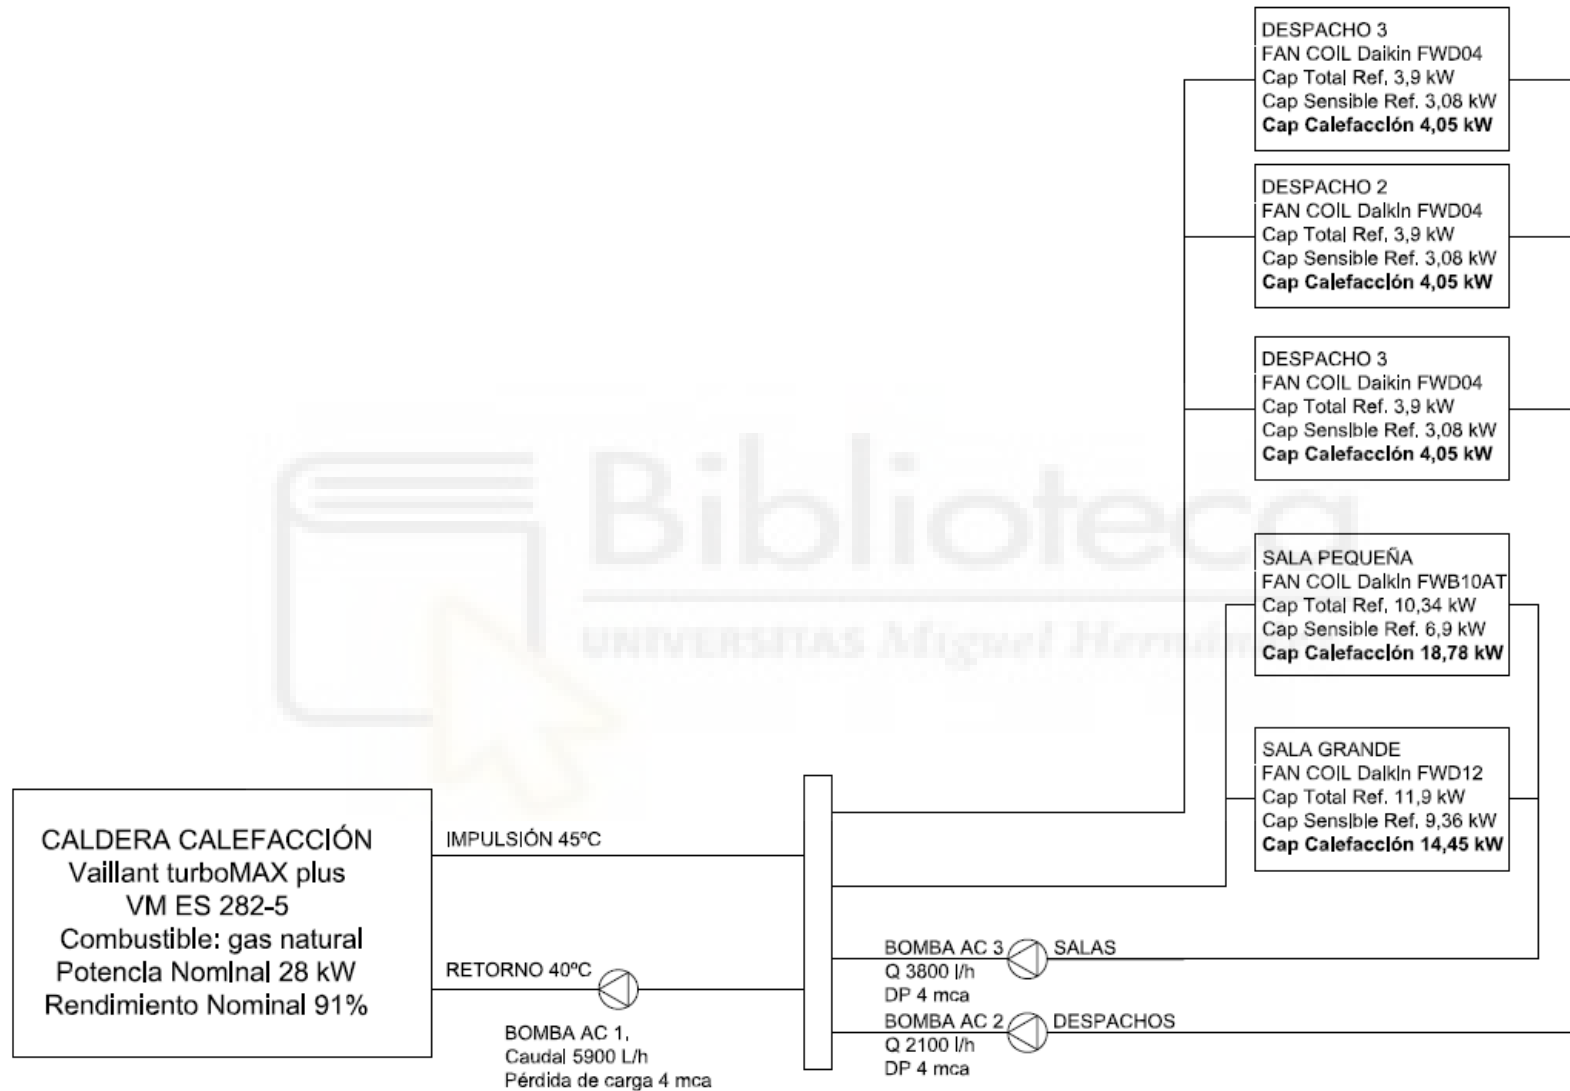 DESPACHO 3
FAN COIL Daikin FWD04
Cap Total Ref. 3,9 kW
Cap Sensible Ref. 3,08 kW
Cap Calefacción 4,05 kW
DESPACHO 2
FAN COIL Daikin FWD04
Cap Total Ref. 3,9 kW
Cap Sensible Ref. 3,08 kW
Cap Calefacción 4,05 kW
DESPACHO 3
FAN COIL Daikin FWD04
Cap Total Ref. 3,9 kW
Cap Sensible Ref. 3,08 kW
Cap Calefacción 4,05 kW
Biblioteca
UNIVERSITAS Miguel Hernández
SALA PEQUEÑA
FAN COIL Daikin FWB10AT
Cap Total Ref. 10,34 kW
Cap Sensible Ref. 6,9 kW
Cap Calefacción 18,78 kW
SALA GRANDE
FAN COIL Daikin FWD12
Cap Total Ref. 11,9 kW
Cap Sensible Ref. 9,36 kW
Cap Calefacción 14,45 kW
CALDERA CALEFACCIÓN
Vaillant turboMAX plus
VM ES 282-5
Combustible: gas natural
Potencia Nominal 28 kW
Rendimiento Nominal 91%
IMPULSIÓN 45ºC
RETORNO 40ºC
BOMBA AC 1,
Caudal 5900 L/h
Pérdida de carga 4 mca
BOMBA AC 3 SALAS
Q 3800 l/h
DP 4 mca
BOMBA AC 2 DESPACHOS
Q 2100 l/h
DP 4 mca